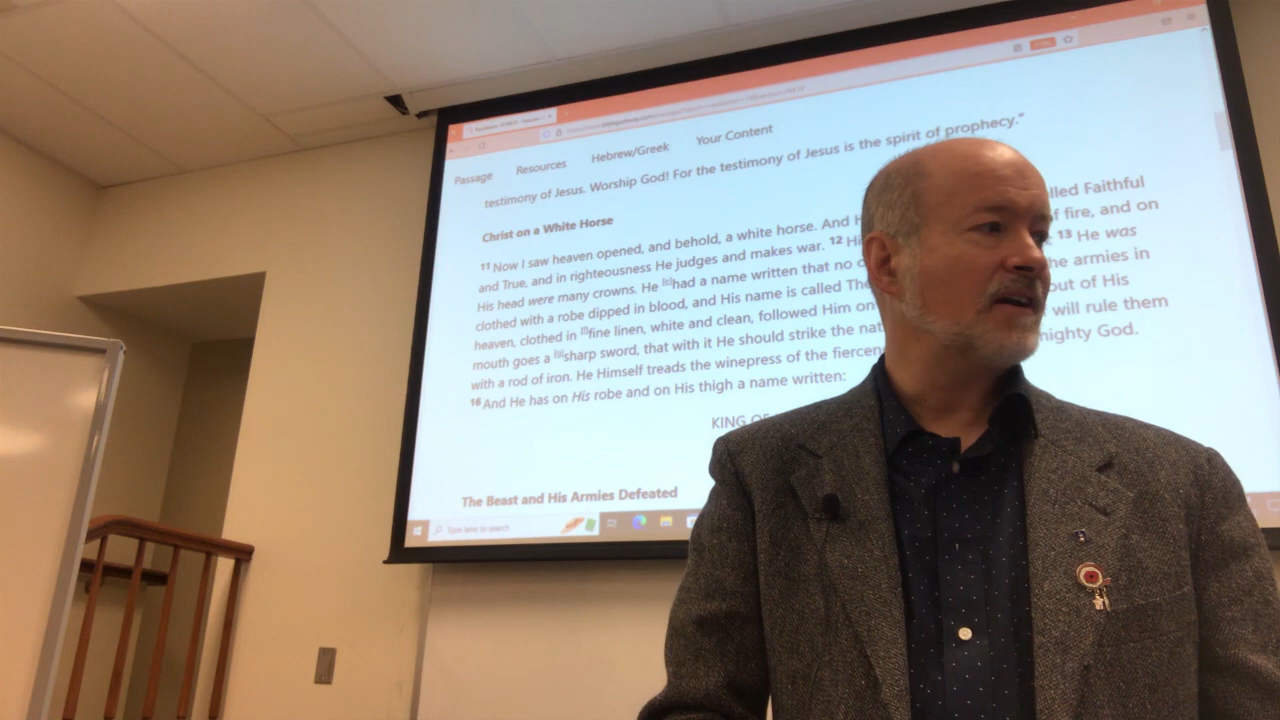 Passage Resources Hebrew/Greek Your Content
testimony of Jesus. Worship God! For the testimony of Jesus is the spirit of prophecy."
Christ on a White Horse
11 Now I saw heaven opened, and behold, a white horse. And H lled Faithful
and True, and in righteousness He judges and makes war. 12 Hi f fire, and on
His head were many crowns. He had a name written that no 13 He was
clothed with a robe dipped in blood, and His name is called The he armies in
heaven, clothed in [f]fine linen, white and clean, followed Him on out of His
mouth goes a [g]sharp sword, that with it He should strike the nat will rule them
with a rod of iron. He Himself treads the winepress of the fiercen mighty God.
16 And He has on His robe and on His thigh a name written:
KING OF
The Beast and His Armies Defeated
Type here to search